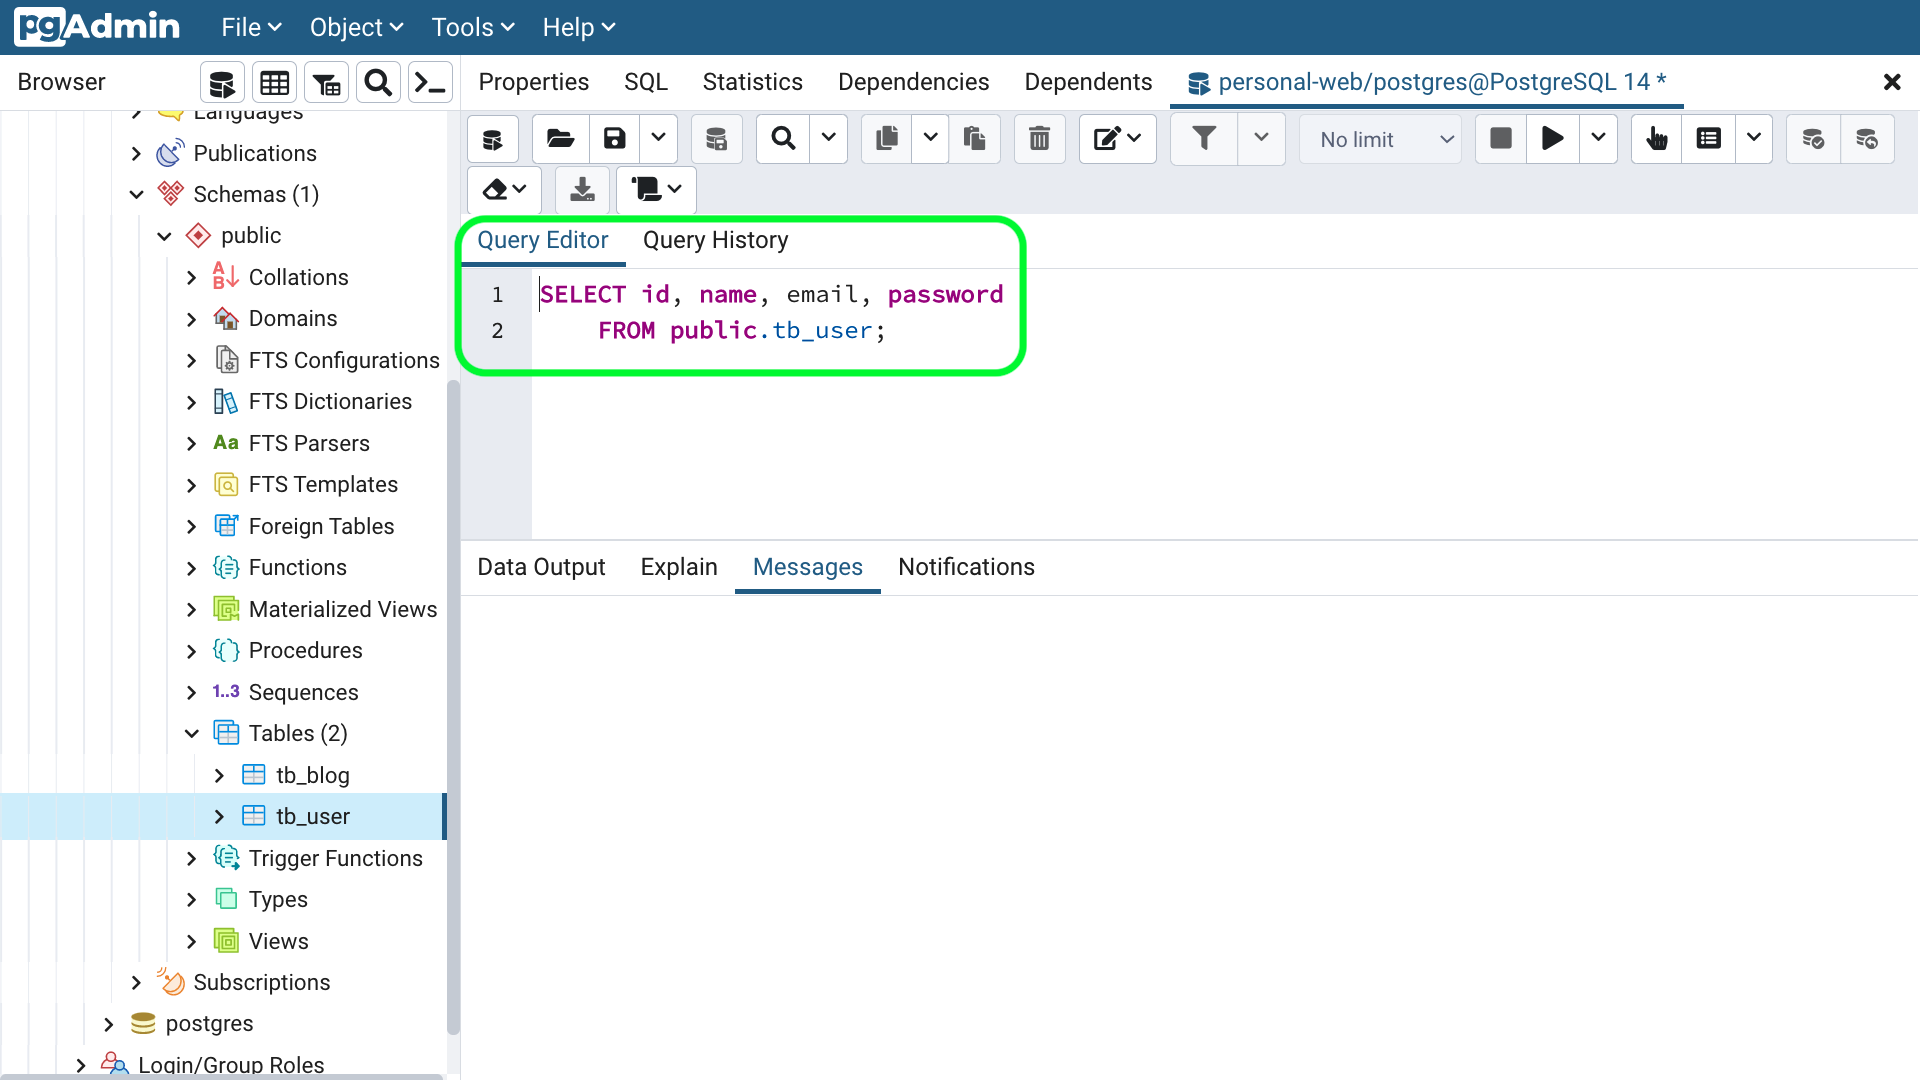 pgAdmin File Object Tools Help
Browser
Properties SQL Statistics Dependencies Dependents personal-web/postgres@PostgreSQL 14 *
Languages
Publications
Schemas (1)
public
Collations
Domains
FTS Configurations
FTS Dictionaries
Aa FTS Parsers
FTS Templates
Foreign Tables
Functions
Materialized Views
Procedures
1..3 Sequences
Tables (2)
tb_blog
tb_user
Trigger Functions
Types
Views
Subscriptions
postgres
Login/Group Roles
No limit
Query Editor Query History
1 SELECT id, name, email, password
2 FROM public.tb_user;
Data Output Explain Messages Notifications